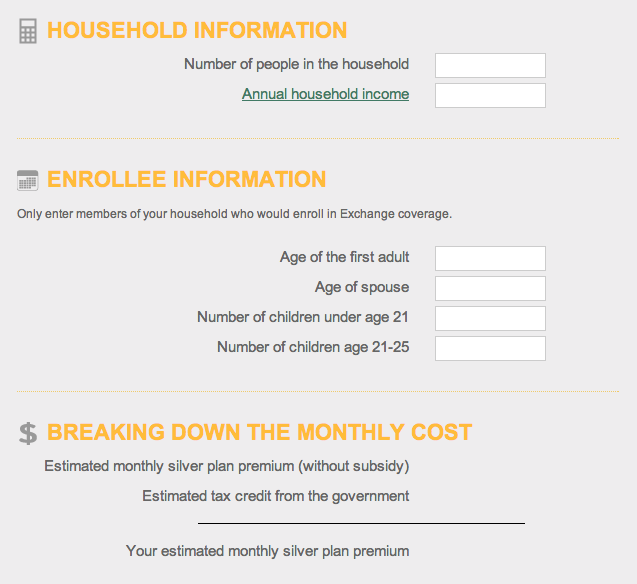 HOUSEHOLD INFORMATION
Number of people in the household
Annual household income
ENROLLEE INFORMATION
Only enter members of your household who would enroll in Exchange coverage.
Age of the first adult
Age of spouse
Number of children under age 21
Number of children age 21-25
$ BREAKING DOWN THE MONTHLY COST
Estimated monthly silver plan premium (without subsidy)
Estimated tax credit from the government
Your estimated monthly silver plan premium